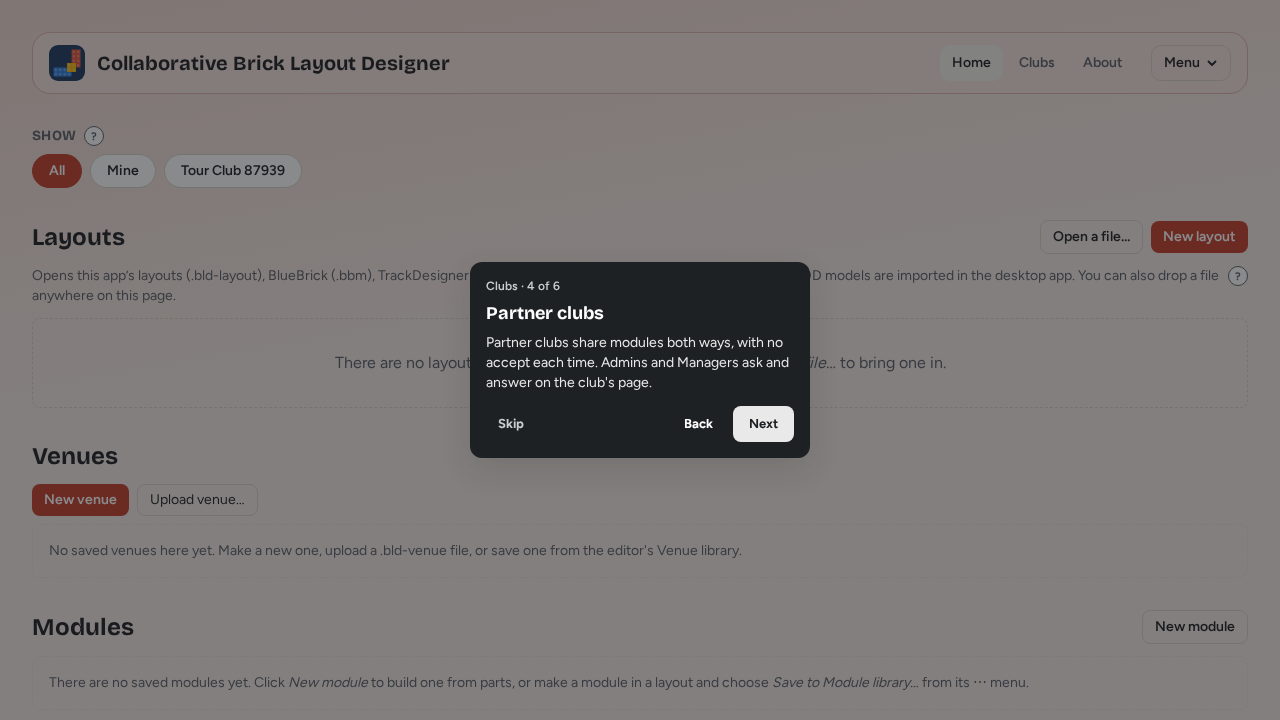 Collaborative Brick Layout Designer
Home
Clubs
About
Menu
SHOW
?
All
Mine
Tour Club 87939
Layouts
Open a file...
New layout
Opens this app's layouts (.bld-layout), BlueBrick (.bbm), TrackDesigner
D models are imported in the desktop app. You can also drop a file
?
anywhere on this page.
There are no
file... to bring one in.
Clubs · 4 of 6
Partner clubs
Partner clubs share modules both ways, with no
accept each time. Admins and Managers ask and
answer on the club's page.
Skip
Back
Next
Venues
New venue
Upload venue...
No saved venues here yet. Make a new one, upload a .bld-venue file, or save one from the editor's Venue library.
Modules
New module
There are no saved modules yet. Click New module to build one from parts, or make a module in a layout and choose Save to Module library... from its ⋯ menu.